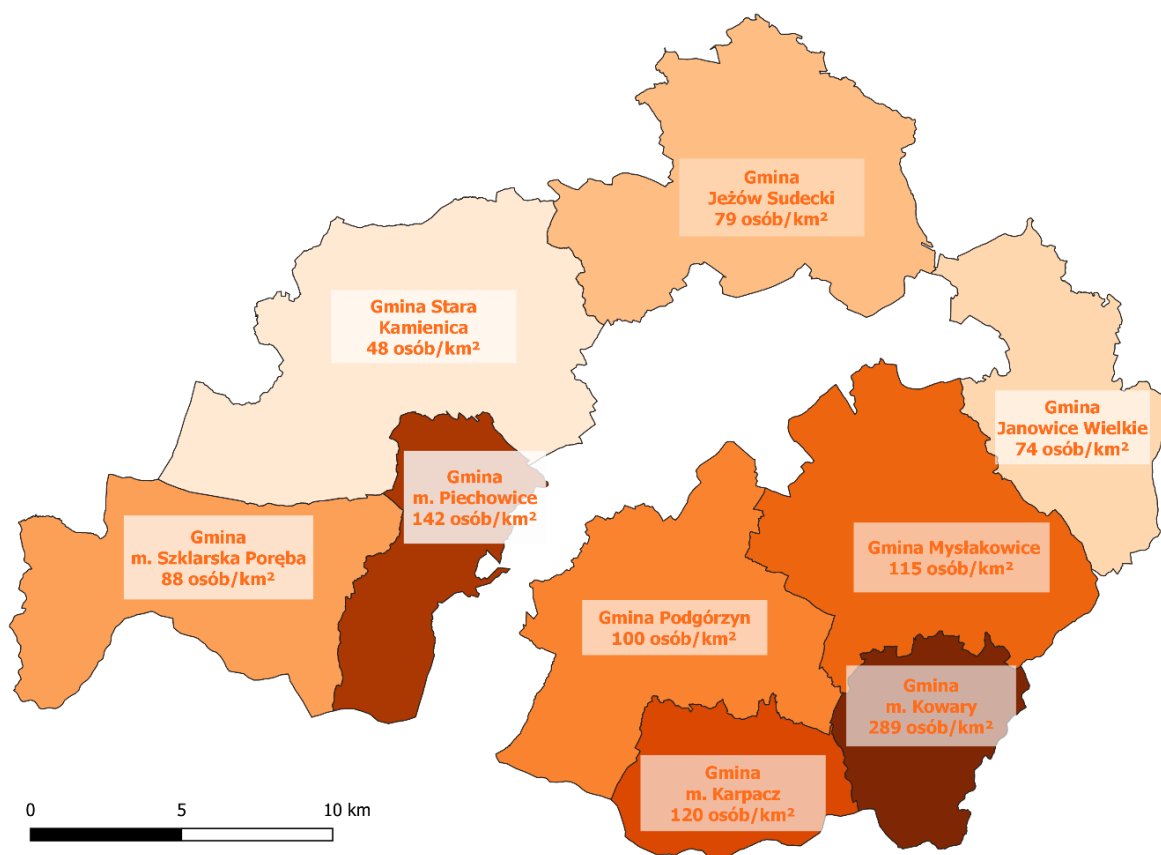 Gmina
Jeżów Sudecki
79 osób/km²
Gmina Stara
Kamienica
48 osób/km²
Gmina
Janowice Wielkie
74 osób/km²
Gmina
m. Piechowice
142 osób/km²
Gmina
m. Szklarska Poręba
88 osób/km²
Gmina Mysłakowice
115 osób/km²
Gmina Podgórzyn
100 osób/km²
Gmina
m. Kowary
289 osób/km²
Gmina
m. Karpacz
120 osób/km²
0 5 10 km